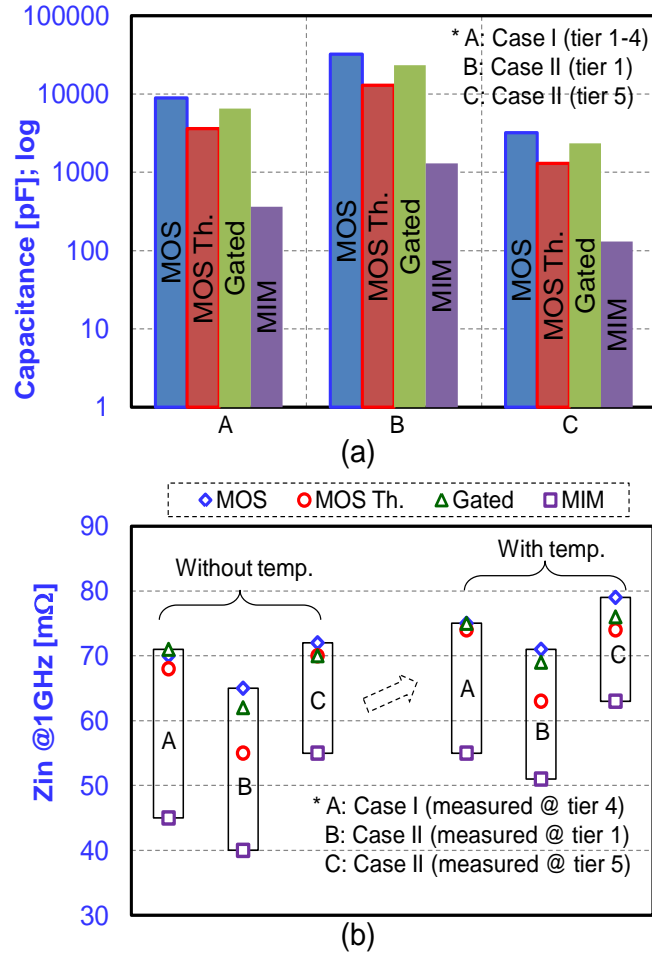 100000
10000
1000
100
10
1
Capacitance [pF]; log
* A: Case I (tier 1-4)
B: Case II (tier 1)
C: Case II (tier 5)
MOS
MOS Th.
Gated
MIM
MOS
MOS Th.
Gated
MIM
MOS
MOS Th.
Gated
MIM
A B C
(a)
MOS MOS Th. Gated MIM
90
80
70
60
50
40
30
Zin @1GHz [mΩ]
Without temp.
With temp.
A
B
C
A
B
C
* A: Case I (measured @ tier 4)
B: Case II (measured @ tier 1)
C: Case II (measured @ tier 5)
(b)